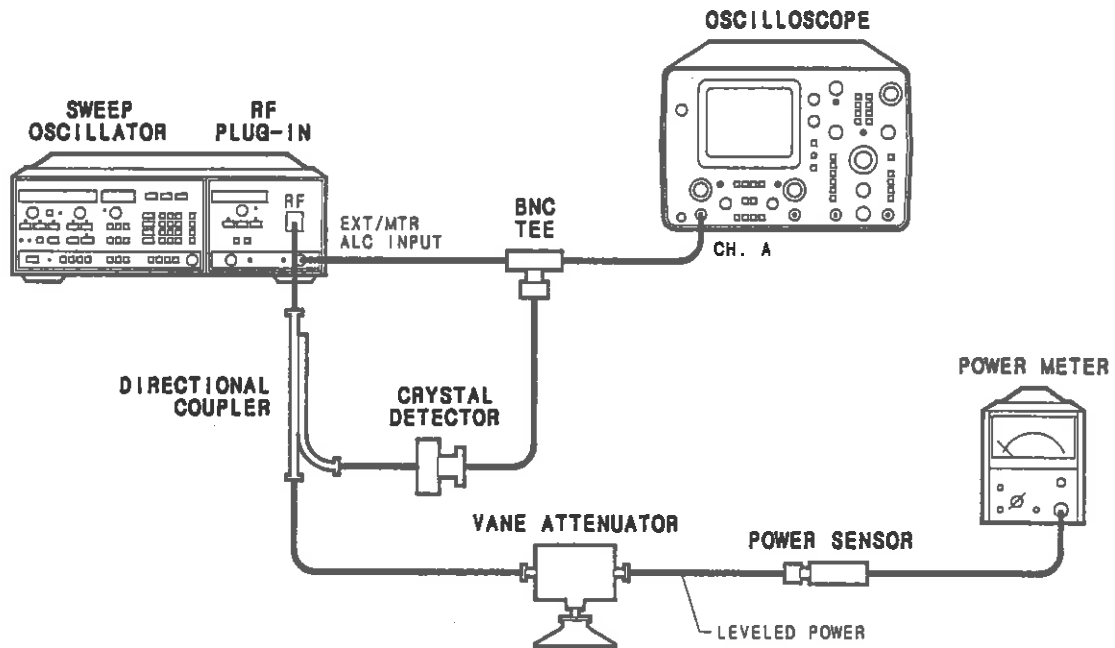 OSCILLOSCOPE
SWEEP
OSCILLATOR
RF
PLUG-IN
RF
EXT/MTR
ALC INPUT
BNC
TEE
CH. A
DIRECTIONAL
COUPLER
CRYSTAL
DETECTOR
POWER METER
VANE ATTENUATOR
POWER SENSOR
LEVELED POWER